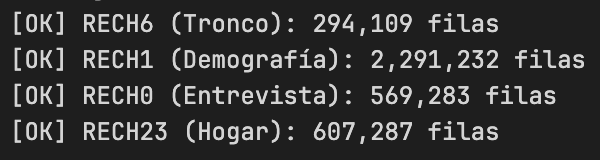 [OK] RECH6 (Tronco): 294,109 filas
[OK] RECH1 (Demografía): 2,291,232 filas
[OK] RECH0 (Entrevista): 569,283 filas
[OK] RECH23 (Hogar): 607,287 filas